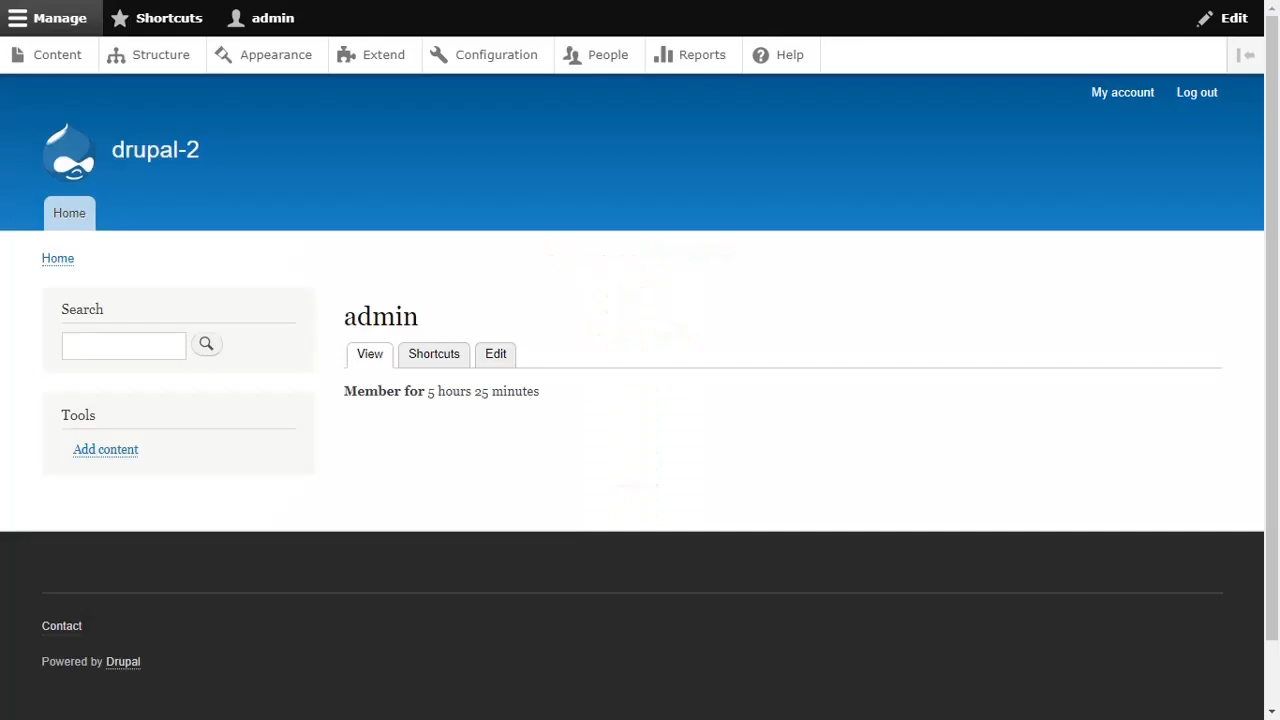 Manage Shortcuts admin Edit
Content Structure Appearance Extend Configuration People Reports Help
My account Log out
drupal-2
Home
Home
Search
admin
View Shortcuts Edit
Member for 5 hours 25 minutes
Tools
Add content
Contact
Powered by Drupal